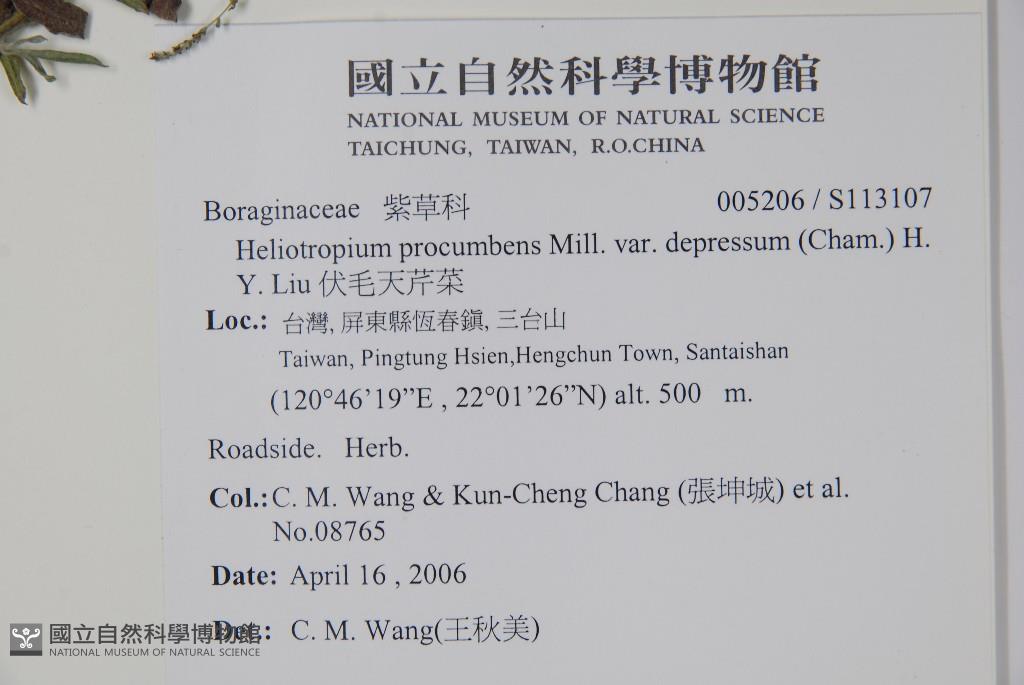 國立自然科學博物館
NATIONAL MUSEUM OF NATURAL SCIENCE
TAICHUNG, TAIWAN, R.O.CHINA
Boraginaceae 紫草科 005206 / S113107
Heliotropium procumbens Mill. var. depressum (Cham.) H.
Y. Liu 伏毛天芹菜
Loc.: 台灣, 屏東縣恆春鎮, 三台山
Taiwan, Pingtung Hsien,Hengchun Town, Santaishan
(120°46’19”E , 22°01’26”N) alt. 500 m.
Roadside. Herb.
Col.: C. M. Wang & Kun-Cheng Chang (張坤城) et al.
No.08765
Date: April 16 , 2006
Det.: C. M. Wang(王秋美)
國立自然科學博物館
NATIONAL MUSEUM OF NATURAL SCIENCE